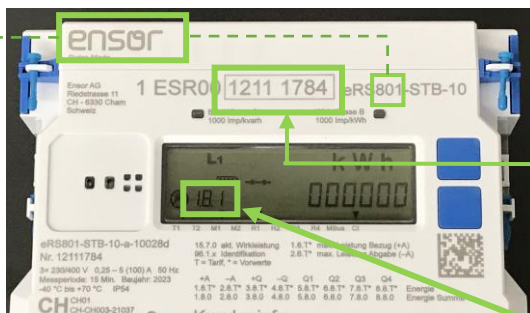 ensor
Ensor AG
Riedstrasse 11
CH - 6330 Cham
Schweiz
1 ESR00 1211 1784 eRS801-STB-10
1000 Imp/kvarh
1000 Imp/kWh
L1
kWh
1.8.1
000000
T1 T2 M1 M2 R1 R4
eRS801-STB-10-a-10028d
Nr. 12111784
3× 230/400 V 0,25 – 5 (100) A 50 Hz
Messperiode: 15 Min. Baujahr: 2023
-40 °C bis +70 °C IP54
15.7.0 akt. Wirkleistung
96.1.x Identifikation
T = Tarif, * = Vorwerte
1.6.T* Leistung Bezug (+A)
2.6.T* max. Leistung Abgabe (–A)
+A –A +Q –Q Q1 Q2 Q3 Q4
1.8.T* 2.8.T* 3.8.T* 4.8.T* 5.8.T* 6.8.T* 7.8.T* 8.8.T* Energie
1.8.0 2.8.0 3.8.0 4.8.0 5.8.0 6.8.0 7.8.0 8.8.0 Energie Summe
CH CH01
CH-CH003-21037